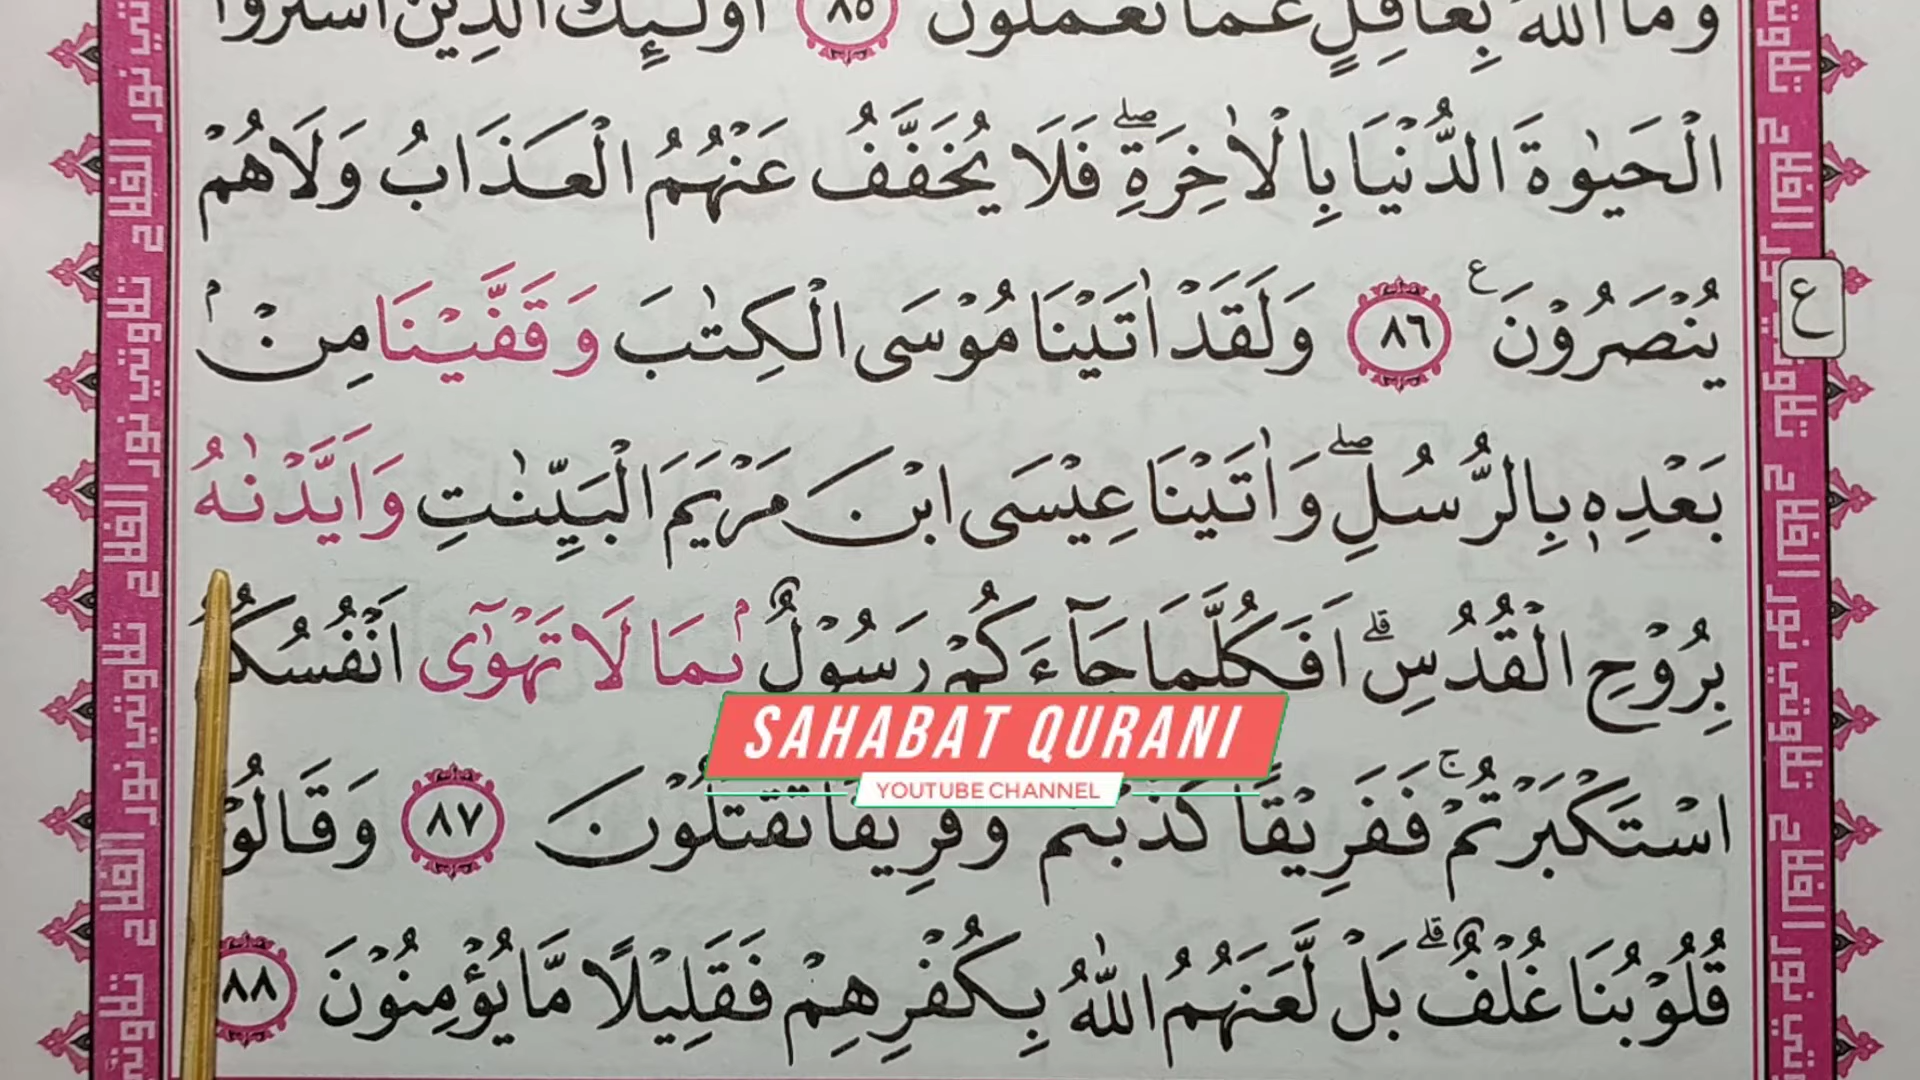 وَمَا اللّٰهُ بِغَافِلٍ عَمَّا تَعْمَلُوْنَ ٨٥ اُولٰۤىِٕكَ الَّذِيْنَ اشْتَرَوُا
الْحَيٰوةَ الدُّنْيَا بِالْاٰخِرَةِۖ فَلَا يُخَفَّفُ عَنْهُمُ الْعَذَابُ وَلَا هُمْ
يُنْصَرُوْنَ ࣖ ٨٦ وَلَقَدْ اٰتَيْنَا مُوْسَى الْكِتٰبَ وَقَفَّيْنَا مِنْۢ
ع
بَعْدِهٖ بِالرُّسُلِۖ وَاٰتَيْنَا عِيْسَى ابْنَ مَرْيَمَ الْبَيِّنٰتِ وَاَيَّدْنٰهُ
بِرُوْحِ الْقُدُسِۗ اَفَكُلَّمَا جَاۤءَكُمْ رَسُوْلٌۢ بِمَا لَا تَهْوٰىٓ اَنْفُسُكُ
SAHABAT QURANI
YOUTUBE CHANNEL
اسْتَكْبَرْتُمْۚ فَفَرِيْقًا كَذَّبْتُمْ وَفَرِيْقًا تَقْتُلُوْنَ ٨٧ وَقَالُوْ
قُلُوْبُنَا غُلْفٌۗ بَلْ لَّعَنَهُمُ اللّٰهُ بِكُفْرِهِمْ فَقَلِيْلًا مَّا يُؤْمِنُوْنَ ٨٨